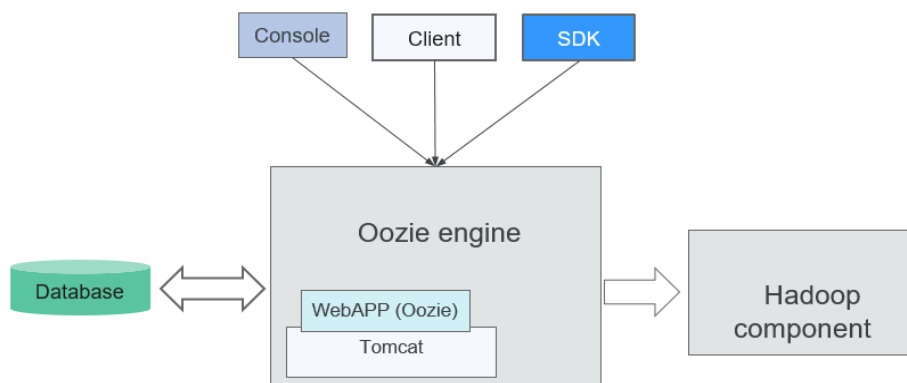 Console
Client
SDK
Oozie engine
Database
WebAPP (Oozie)
Tomcat
Hadoop
component